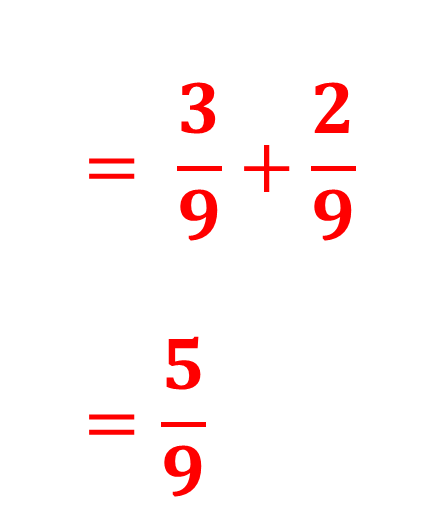 = 3/9 + 2/9
= 5/9